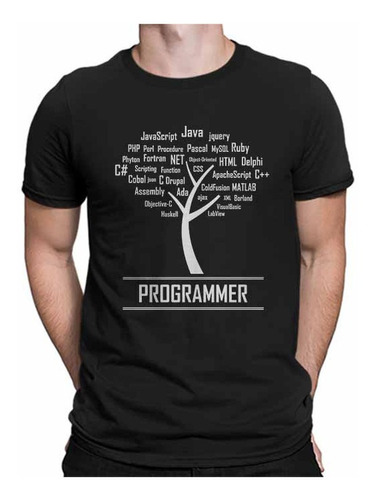 JavaScript Java jquery
PHP Perl Procedure Pascal MySQL Ruby
Phyton Fortran NET Object-Oriented HTML Delphi
C# Scripting Function CSS ApacheScript C++
Cobol json C Drupal ColdFusion MATLAB
Assembly Ada ajax XML Borland
Objective-C VisualBasic
Haskell LabView
PROGRAMMER